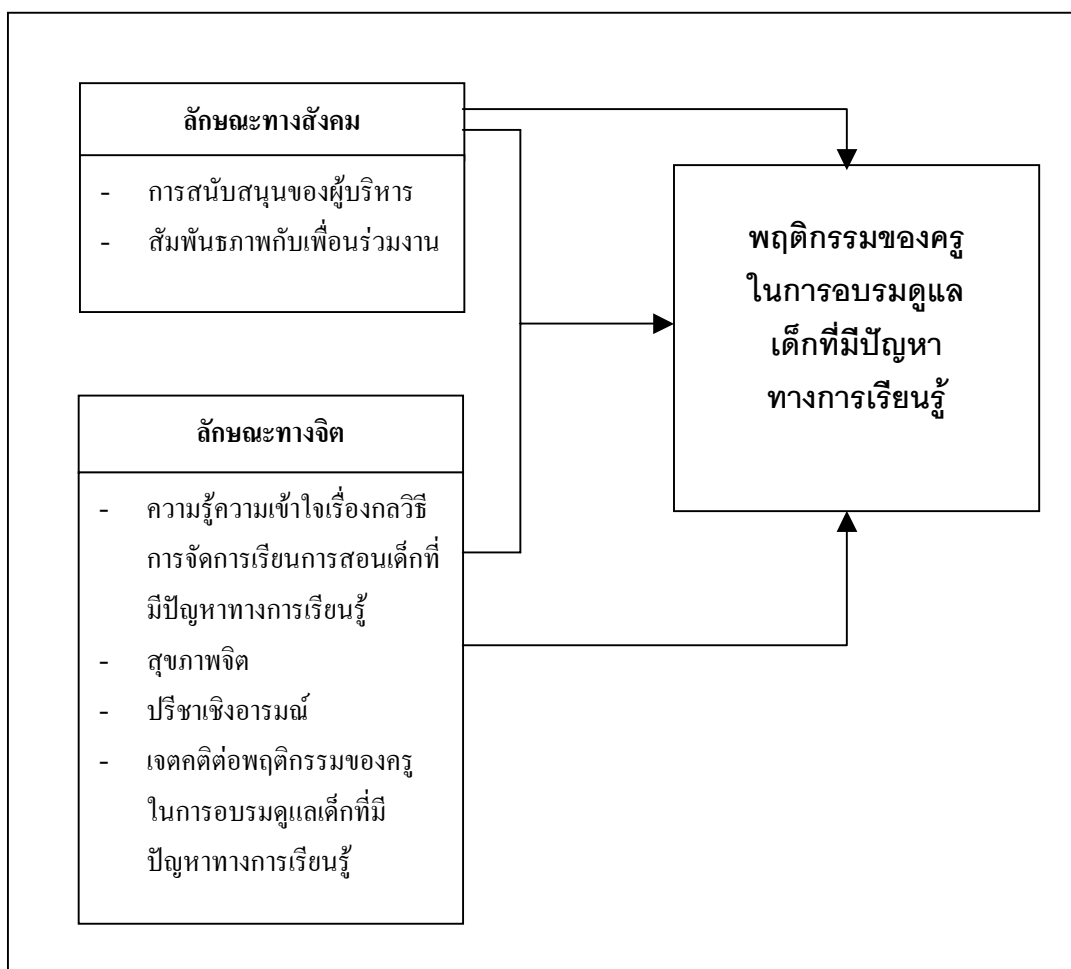 ลักษณะทางสังคม
- การสนับสนุนของผู้บริหาร
- สัมพันธภาพกับเพื่อนร่วมงาน
พฤติกรรมของครู
ในการอบรมดูแล
เด็กที่มีปัญหา
ทางการเรียนรู้
ลักษณะทางจิต
- ความรู้ความเข้าใจเรื่องกลวิธี
การจัดการเรียนการสอนเด็กที่
มีปัญหาทางการเรียนรู้
- สุขภาพจิต
- ปรีชาเชิงอารมณ์
- เจตคติต่อพฤติกรรมของครู
ในการอบรมดูแลเด็กที่มี
ปัญหาทางการเรียนรู้